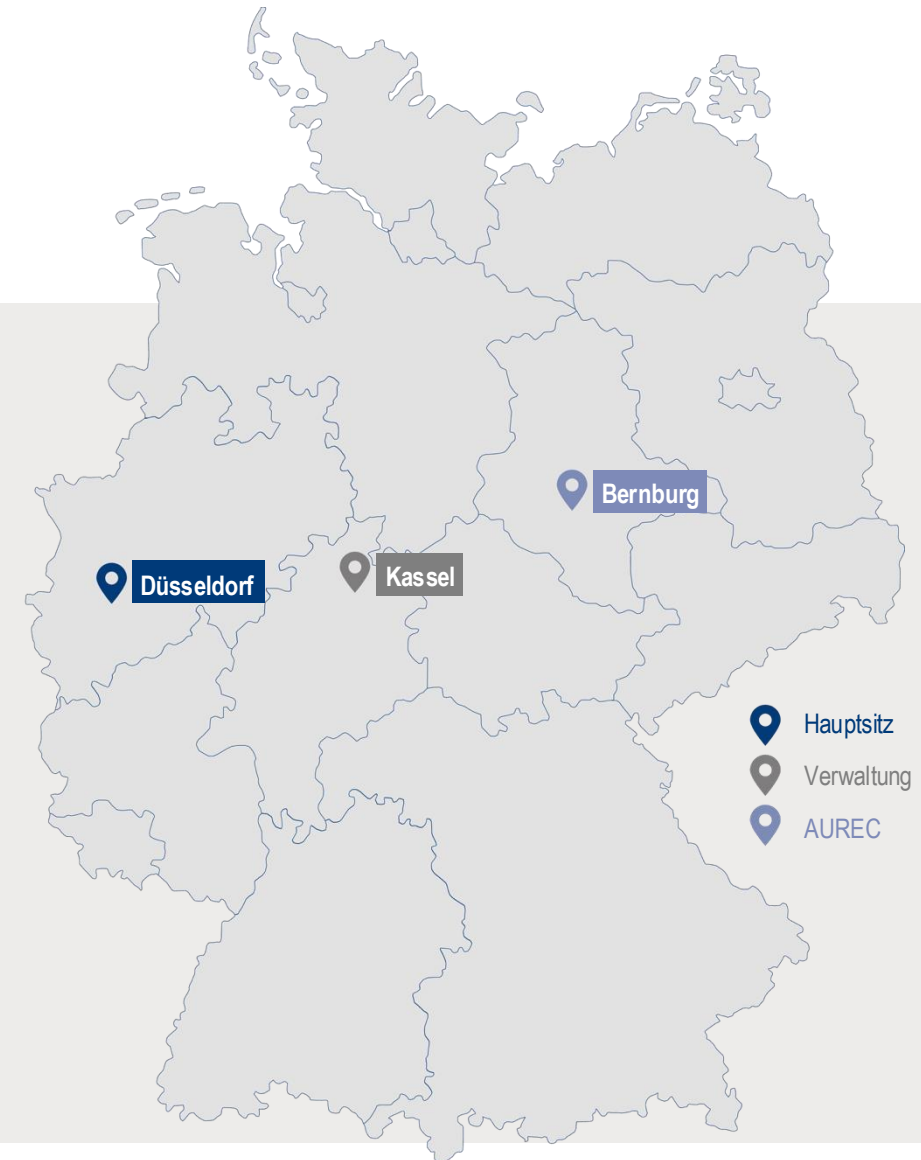 Bernburg
Düsseldorf
Kassel
Hauptsitz
Verwaltung
AUREC